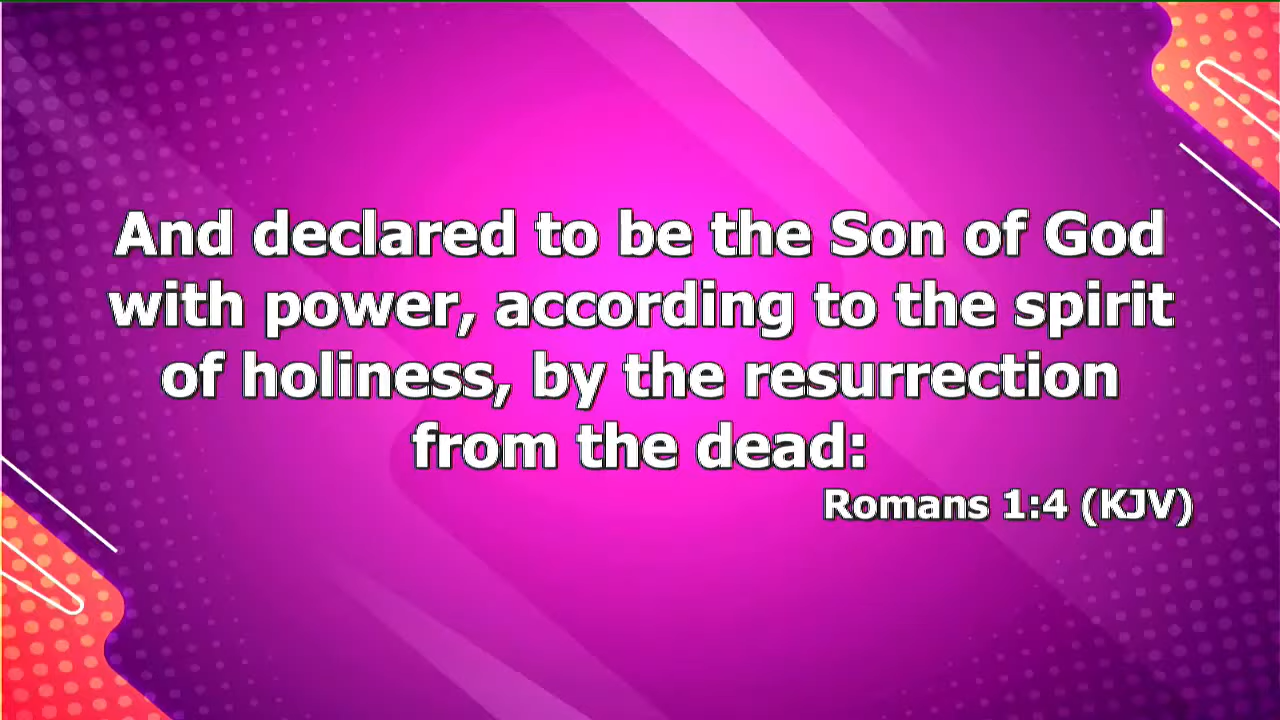 And declared to be the Son of God
with power, according to the spirit
of holiness, by the resurrection
from the dead:
Romans 1:4 (KJV)